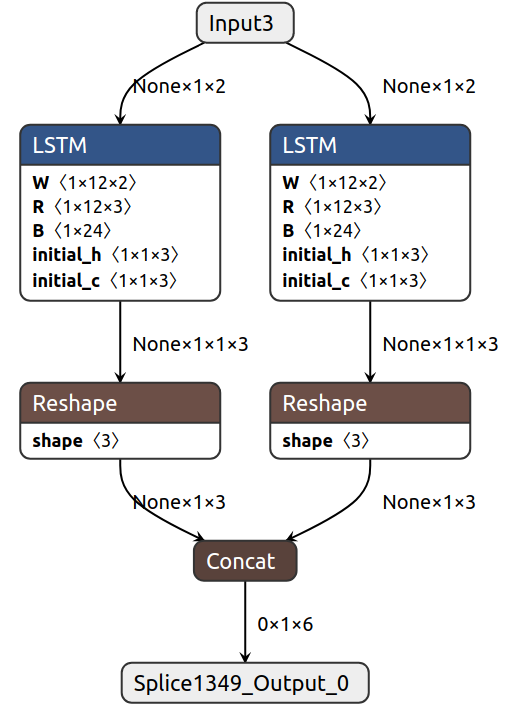 Input3
None×1×2
None×1×2
LSTM
W〈1×12×2〉
R〈1×12×3〉
B〈1×24〉
initial_h〈1×1×3〉
initial_c〈1×1×3〉
LSTM
W〈1×12×2〉
R〈1×12×3〉
B〈1×24〉
initial_h〈1×1×3〉
initial_c〈1×1×3〉
None×1×1×3
None×1×1×3
Reshape
shape〈3〉
Reshape
shape〈3〉
None×1×3
None×1×3
Concat
0×1×6
Splice1349_Output_0